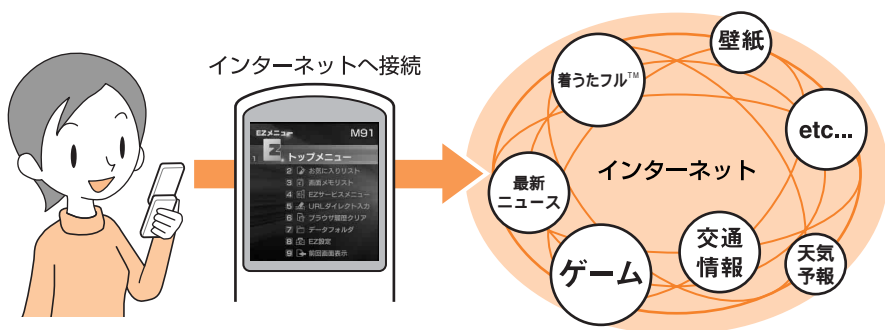 インターネットへ接続
EZメニュー M91
1 トップメニュー
2 お気に入りリスト
3 画面メモリスト
4 EZサービスメニュー
5 URLダイレクト入力
6 ブラウザ履歴クリア
7 データフォルダ
8 EZ設定
9 前回画面表示
壁紙
着うたフル™
etc...
インターネット
最新
ニュース
交通
情報
天気
予報
ゲーム